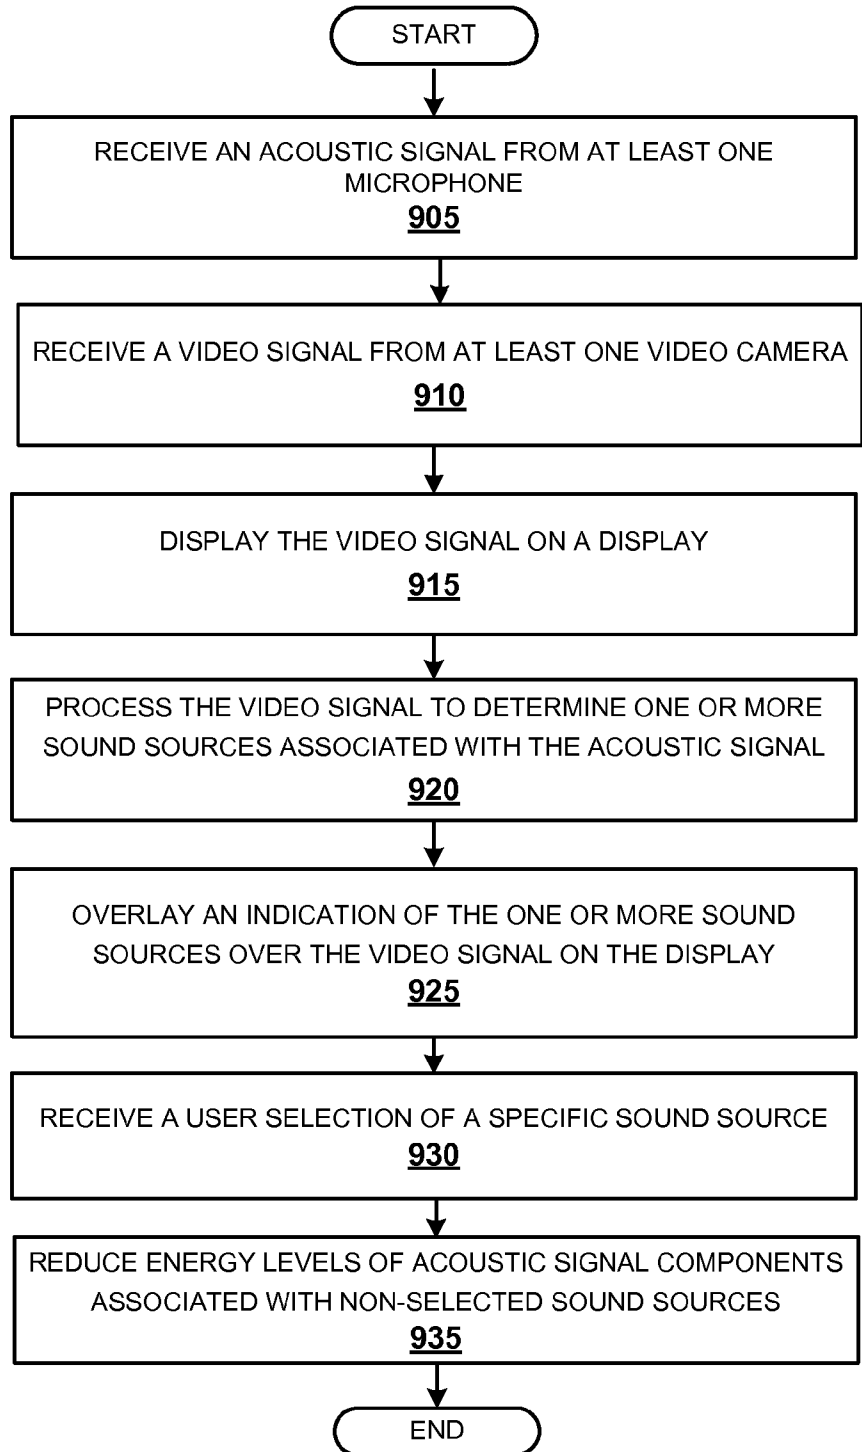 START
RECEIVE AN ACOUSTIC SIGNAL FROM AT LEAST ONE
MICROPHONE
905
RECEIVE A VIDEO SIGNAL FROM AT LEAST ONE VIDEO CAMERA
910
DISPLAY THE VIDEO SIGNAL ON A DISPLAY
915
PROCESS THE VIDEO SIGNAL TO DETERMINE ONE OR MORE
SOUND SOURCES ASSOCIATED WITH THE ACOUSTIC SIGNAL
920
OVERLAY AN INDICATION OF THE ONE OR MORE SOUND
SOURCES OVER THE VIDEO SIGNAL ON THE DISPLAY
925
RECEIVE A USER SELECTION OF A SPECIFIC SOUND SOURCE
930
REDUCE ENERGY LEVELS OF ACOUSTIC SIGNAL COMPONENTS
ASSOCIATED WITH NON-SELECTED SOUND SOURCES
935
END